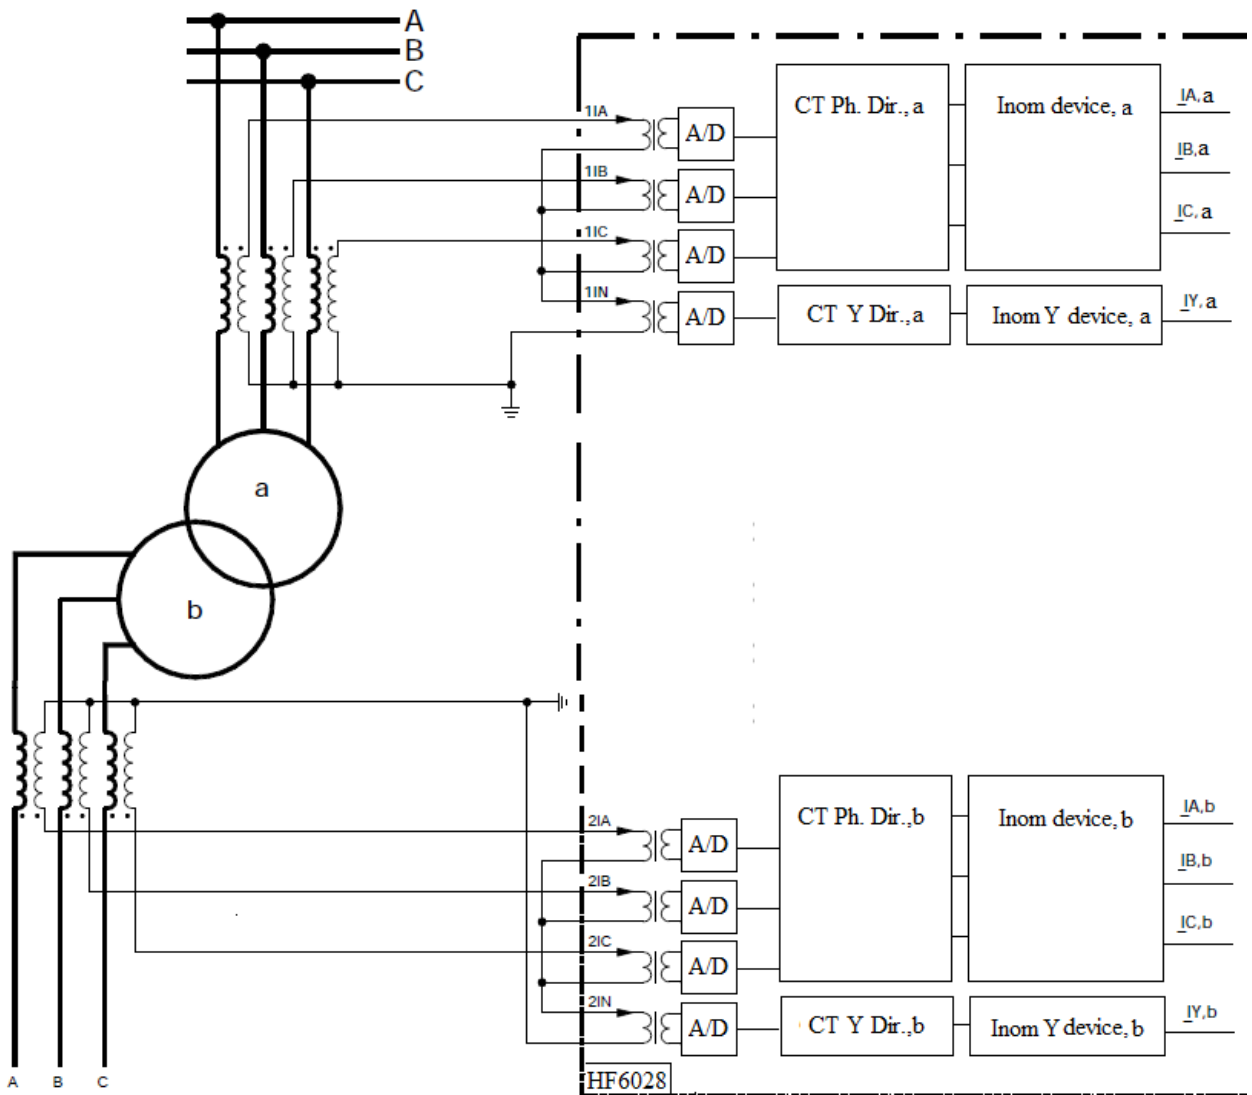 A
B
C
1IA
A/D
CT Ph. Dir., a
Inom device, a
IA, a
1IB
A/D
IB, a
1IC
A/D
IC, a
1IN
A/D
CT Y Dir., a
Inom Y device, a
IY, a
a
b
2IA
A/D
CT Ph. Dir.,b
Inom device, b
IA,b
2IB
A/D
IB,b
2IC
A/D
IC,b
2IN
A/D
CT Y Dir.,b
Inom Y device, b
IY,b
A B C
HF6028